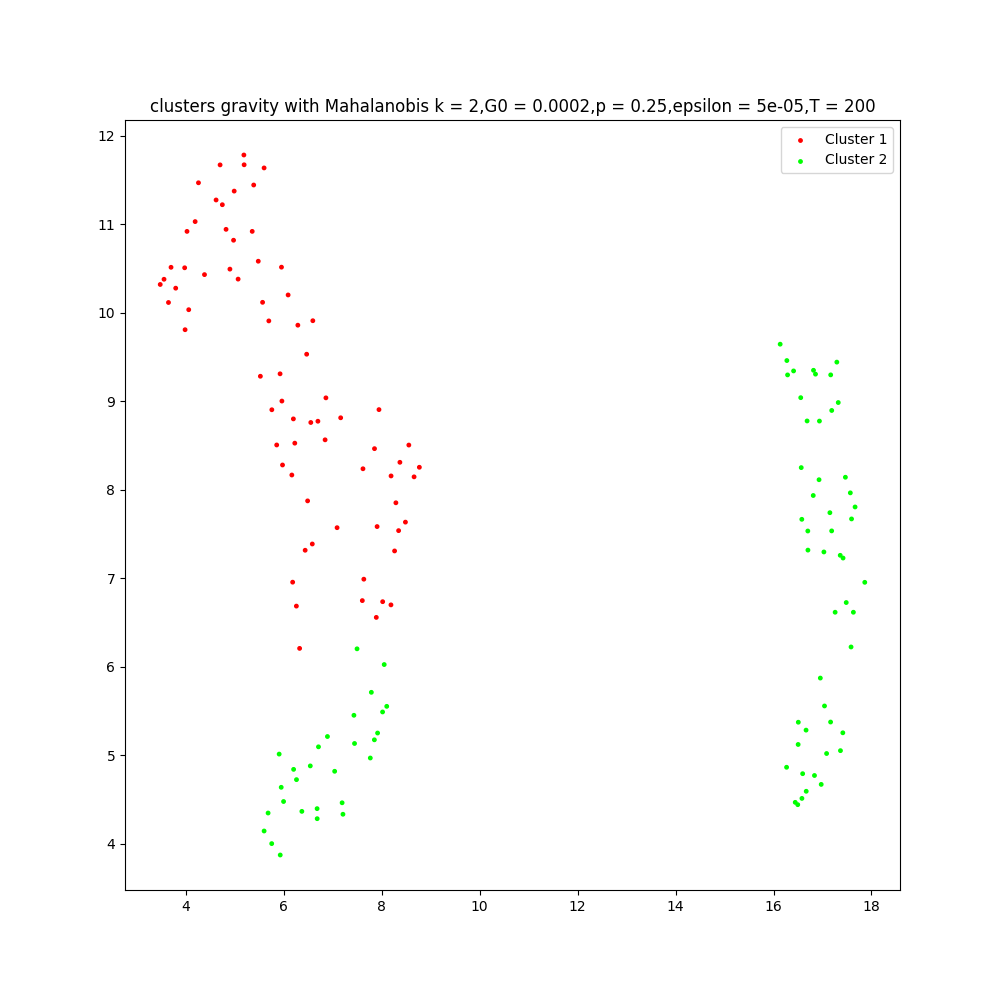 clusters gravity with Mahalanobis k = 2,G0 = 0.0002,p = 0.25,epsilon = 5e-05,T = 200
Cluster 1
Cluster 2
12
11
10
9
8
7
6
5
4
4 6 8 10 12 14 16 18